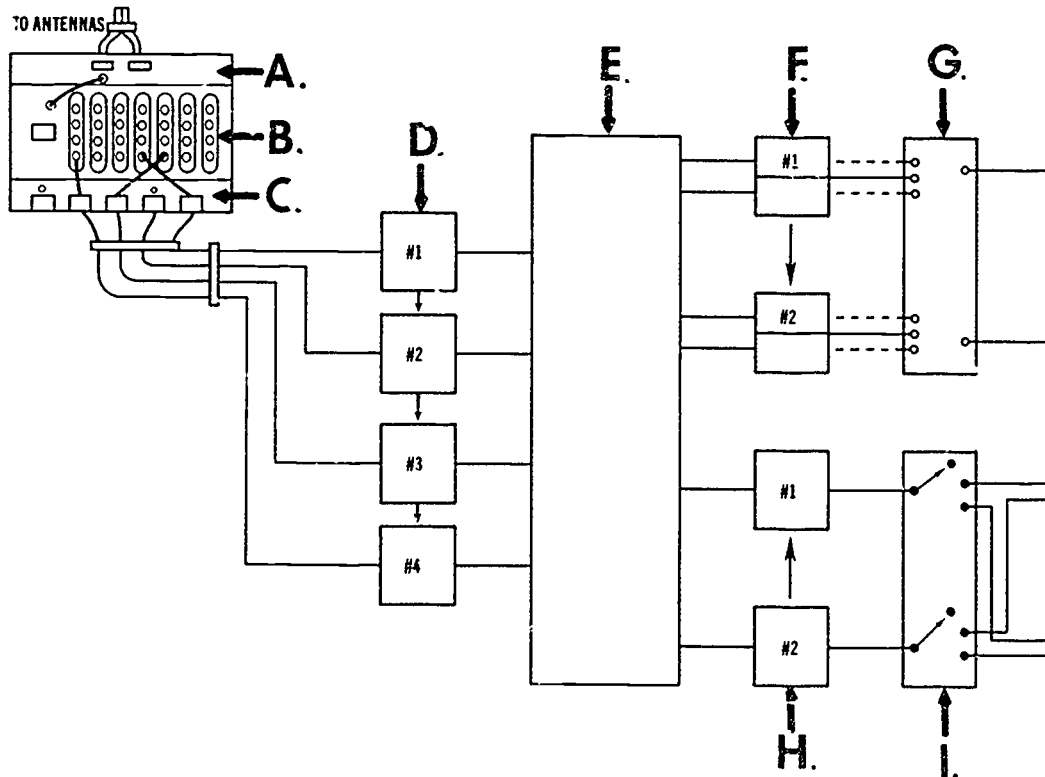 TO ANTENNAS
A.
B.
C.
D.
E.
F.
G.
#1
#2
#1
#2
#3
#4
#1
#2
H.
I.